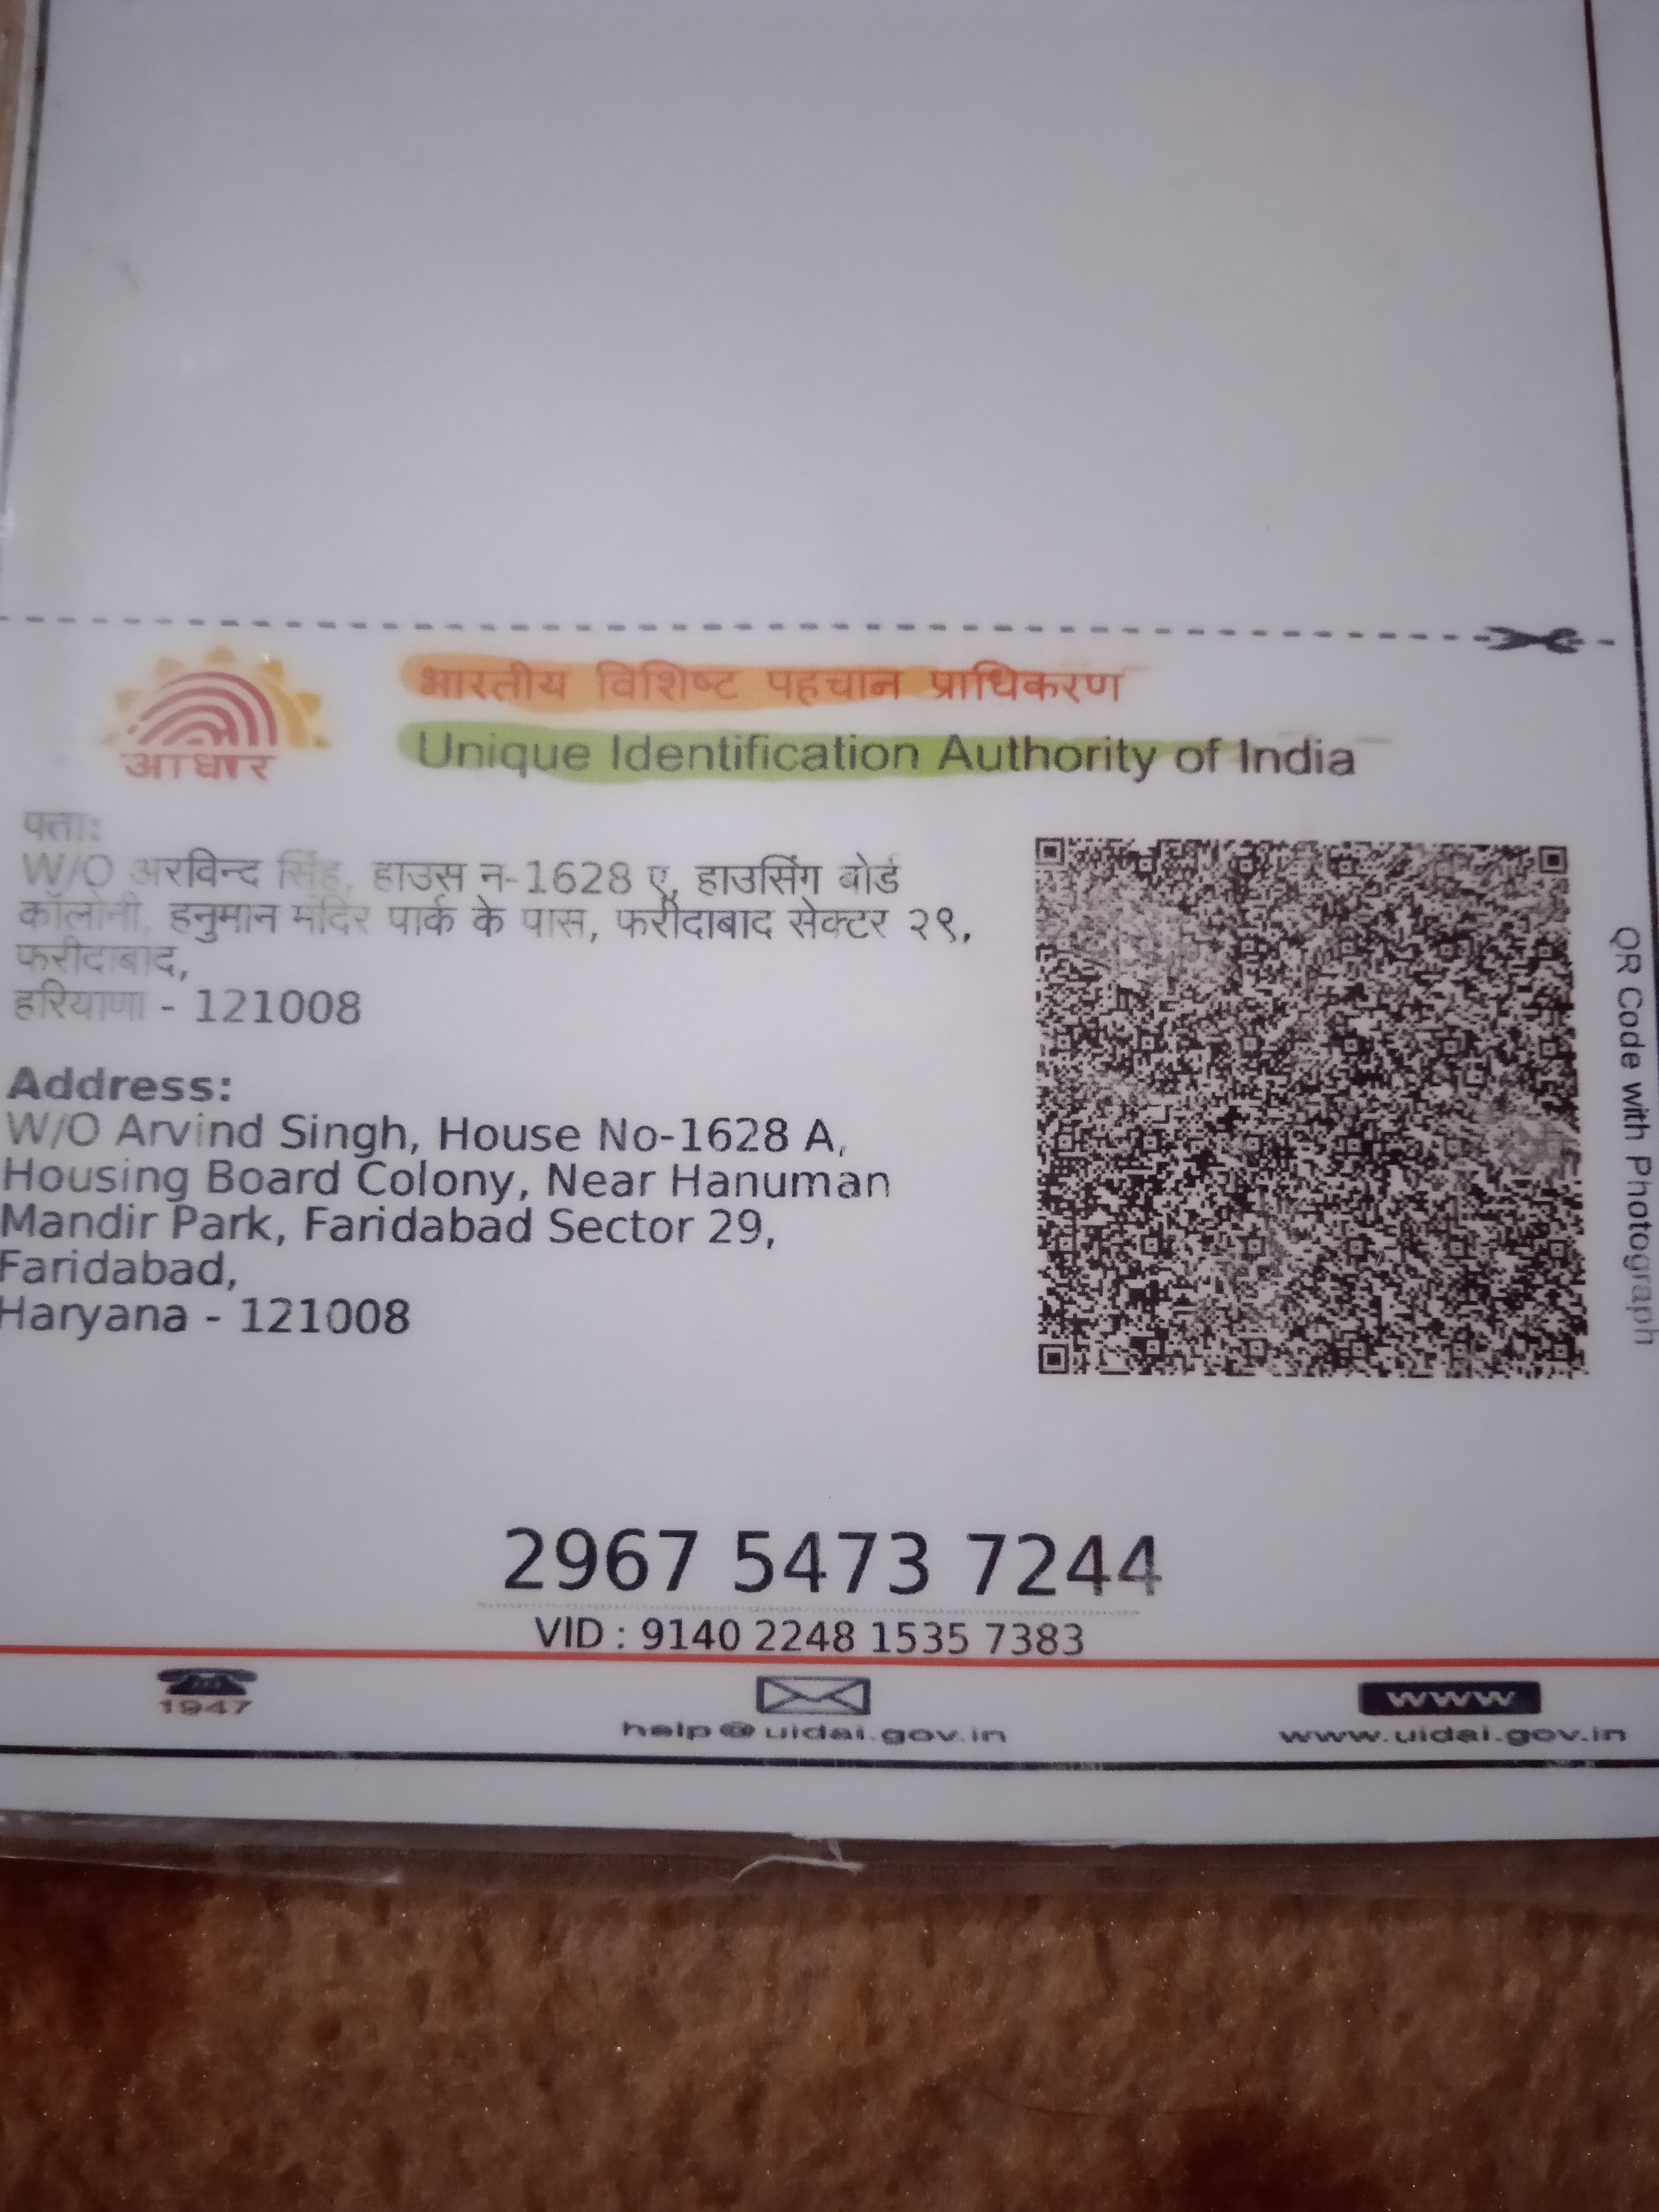 भारतीय विशिष्ट पहचान प्राधिकरण
Unique Identification Authority of India
आधार
पता:
W/O अरविन्द सिंह, हाउस न-1628 ए, हाउसिंग बोर्ड
कॉलोनी, हनुमान मंदिर पार्क के पास, फरीदाबाद सेक्टर २९,
फरीदाबाद,
हरियाणा - 121008
Address:
W/O Arvind Singh, House No-1628 A,
Housing Board Colony, Near Hanuman
Mandir Park, Faridabad Sector 29,
Faridabad,
Haryana - 121008
QR Code with Photograph
2967 5473 7244
VID : 9140 2248 1535 7383
1947
help@uidai.gov.in
www
www.uidai.gov.in